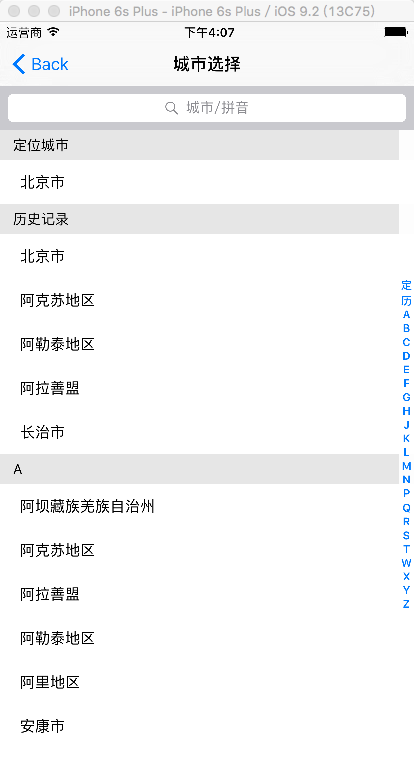 iPhone 6s Plus - iPhone 6s Plus / iOS 9.2 (13C75)
运营商 下午4:07
Back 城市选择
城市/拼音
定位城市
北京市
历史记录
北京市
阿克苏地区
阿勒泰地区
阿拉善盟
长治市
A
阿坝藏族羌族自治州
阿克苏地区
阿拉善盟
阿勒泰地区
阿里地区
安康市
定
历
A
B
C
D
E
F
G
H
J
K
L
M
N
P
Q
R
S
T
W
X
Y
Z